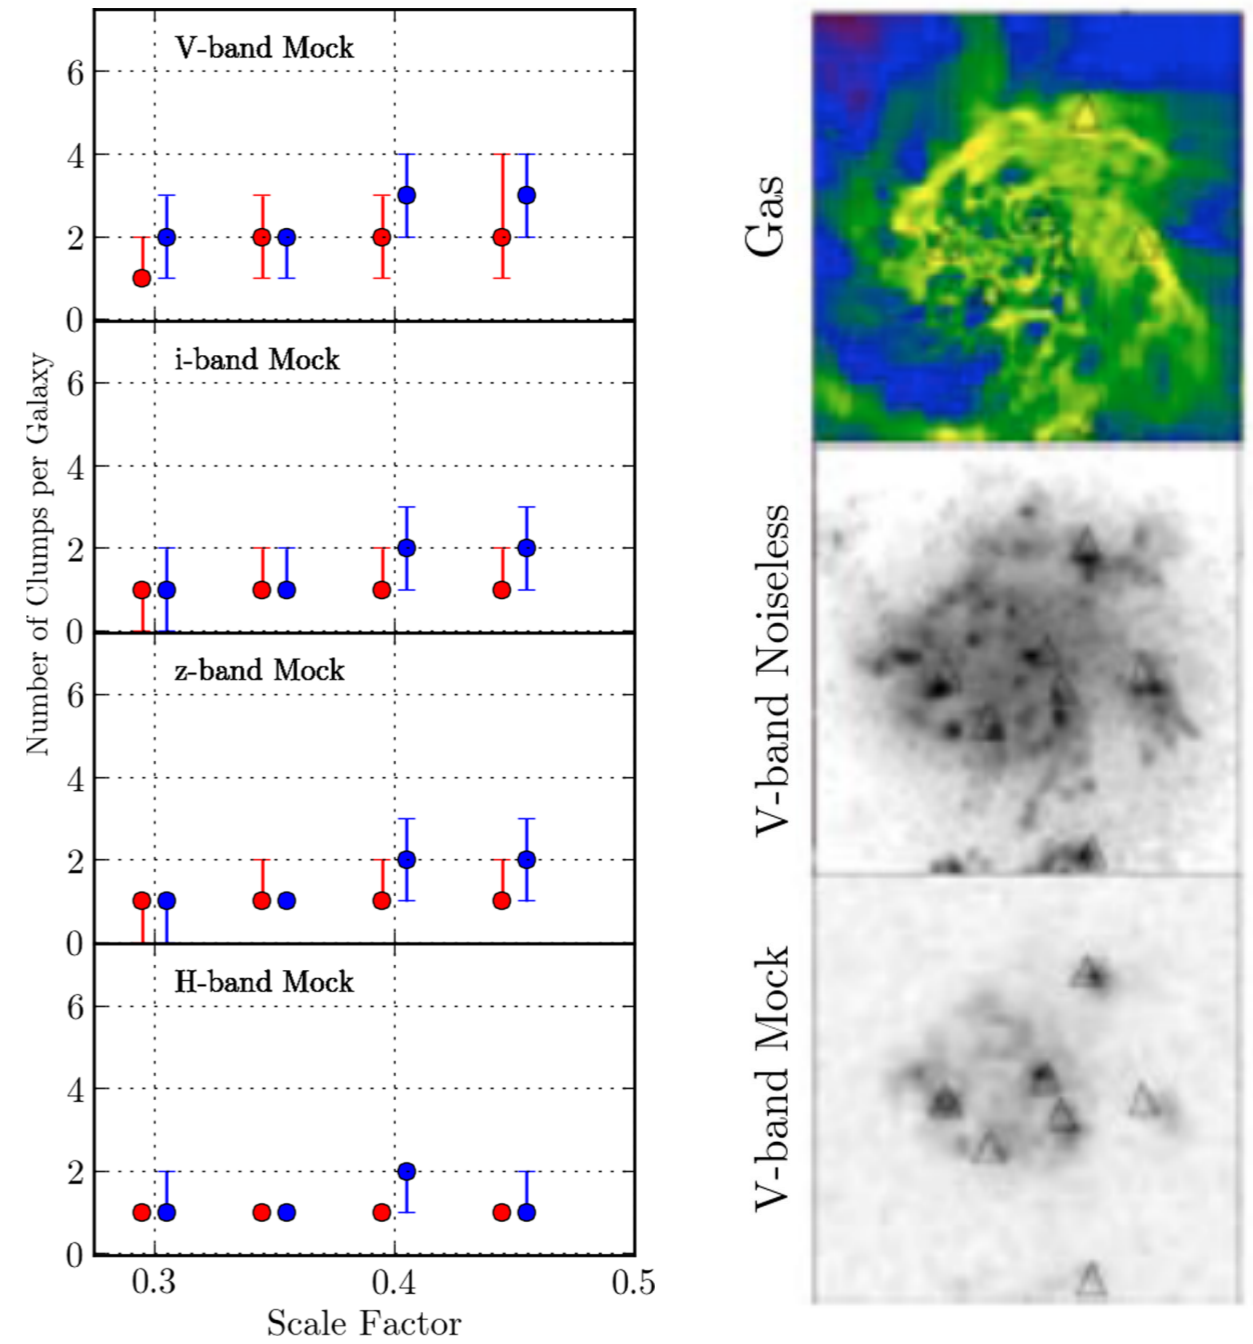 Number of Clumps per Galaxy
V-band Mock
6
4
2
0
i-band Mock
6
4
2
0
z-band Mock
6
4
2
0
H-band Mock
6
4
2
0
0.3 0.4 0.5
Scale Factor
Gas
V-band Noiseless
V-band Mock